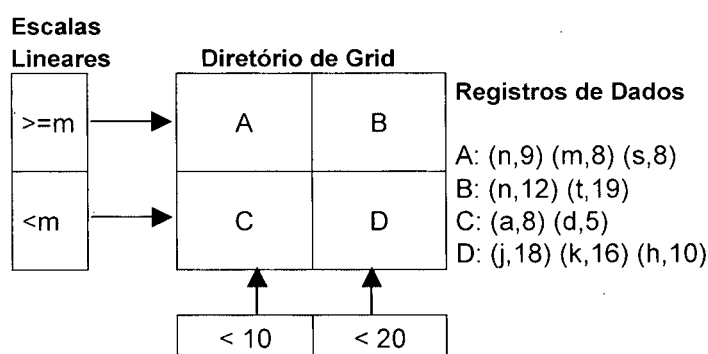 Escalas
Lineares
Diretório de Grid
>=m
A
B
<m
C
D
< 10
< 20
Registros de Dados
A: (n,9) (m,8) (s,8)
B: (n,12) (t,19)
C: (a,8) (d,5)
D: (j,18) (k,16) (h,10)